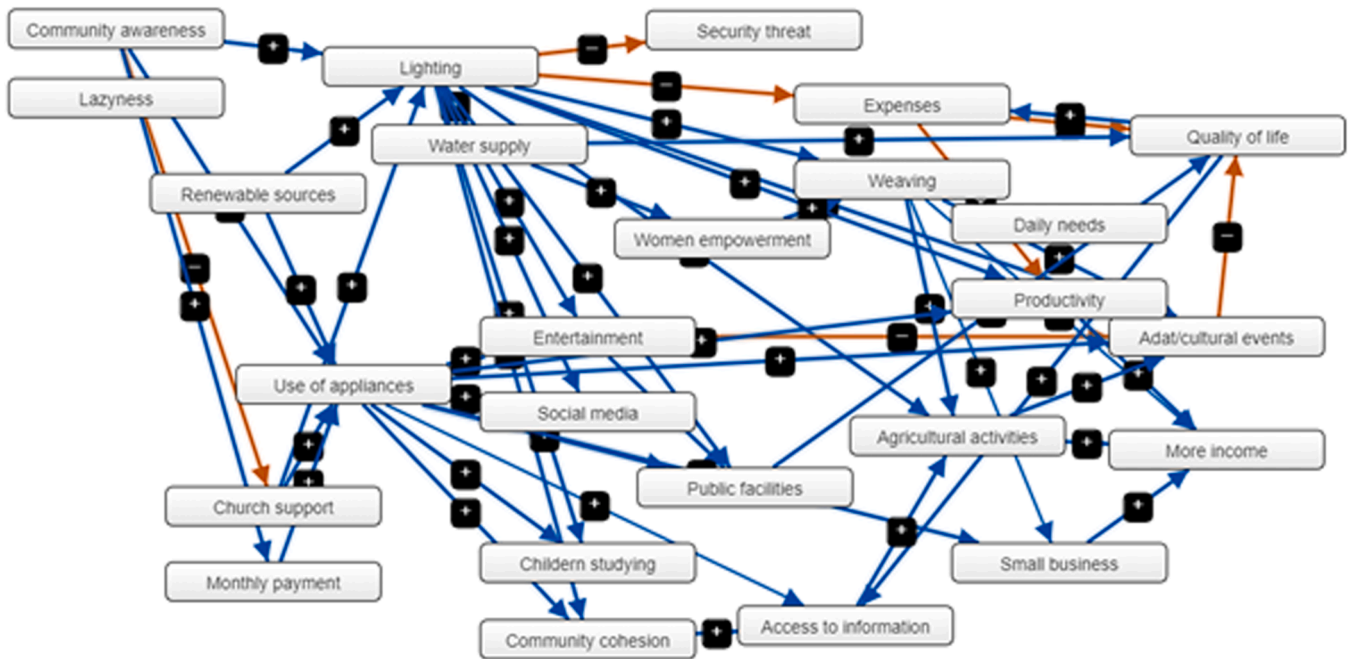 Community awareness
Security threat
Lighting
Lazyness
Expenses
Quality of life
Water supply
Weaving
Renewable sources
Daily needs
Women empowerment
Productivity
Entertainment
Adat/cultural events
Use of appliances
Social media
Agricultural activities
More income
Public facilities
Church support
Childern studying
Small business
Monthly payment
Community cohesion
Access to information